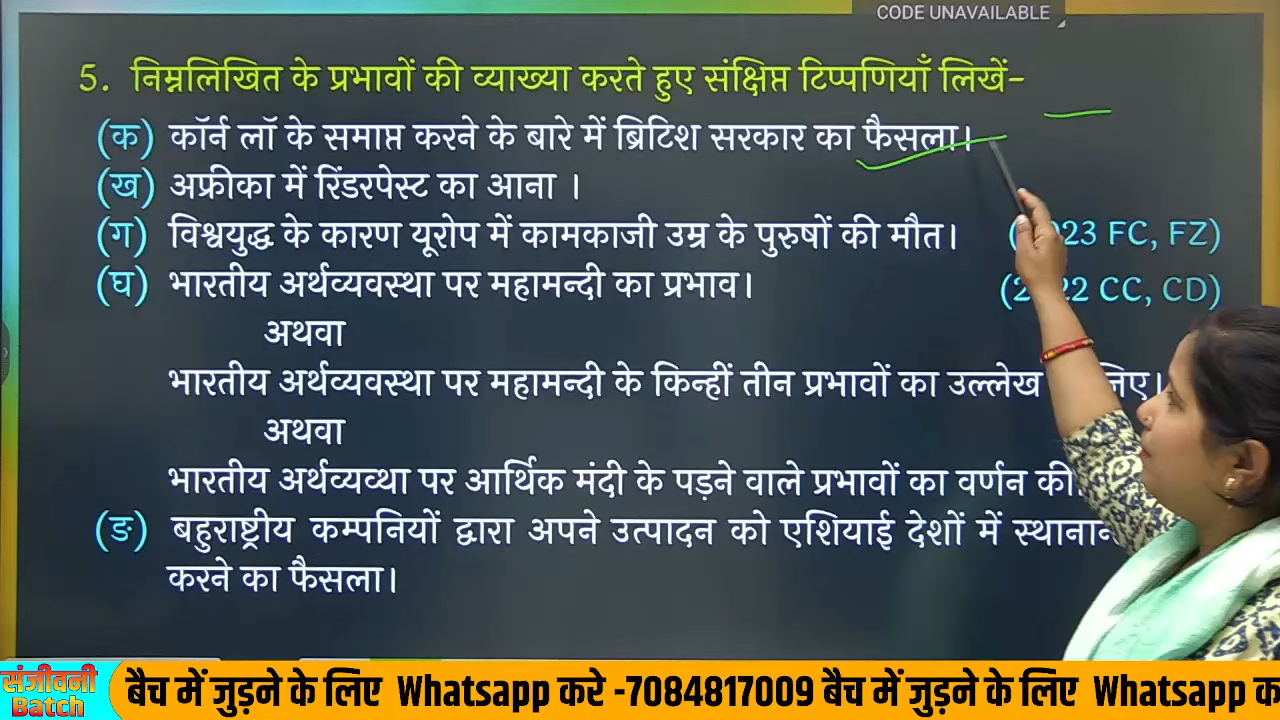 CODE UNAVAILABLE
5. निम्नलिखित के प्रभावों की व्याख्या करते हुए संक्षिप्त टिप्पणियाँ लिखें-
(क) कॉर्न लॉ के समाप्त करने के बारे में ब्रिटिश सरकार का फैसला।
(ख) अफ्रीका में रिंडरपेस्ट का आना ।
(ग) विश्वयुद्ध के कारण यूरोप में कामकाजी उम्र के पुरुषों की मौत। 23 FC, FZ)
(घ) भारतीय अर्थव्यवस्था पर महामन्दी का प्रभाव। (2 22 CC, CD)
अथवा
भारतीय अर्थव्यवस्था पर महामन्दी के किन्हीं तीन प्रभावों का उल्लेख
अथवा
भारतीय अर्थव्यव्था पर आर्थिक मंदी के पड़ने वाले प्रभावों का वर्णन
(ङ) बहुराष्ट्रीय कम्पनियों द्वारा अपने उत्पादन को एशियाई देशों में
करने का फैसला।
संजीवनी
Batch
बैच में जुड़ने के लिए Whatsapp करे -7084817009 बैच में जुड़ने के लिए Whatsapp